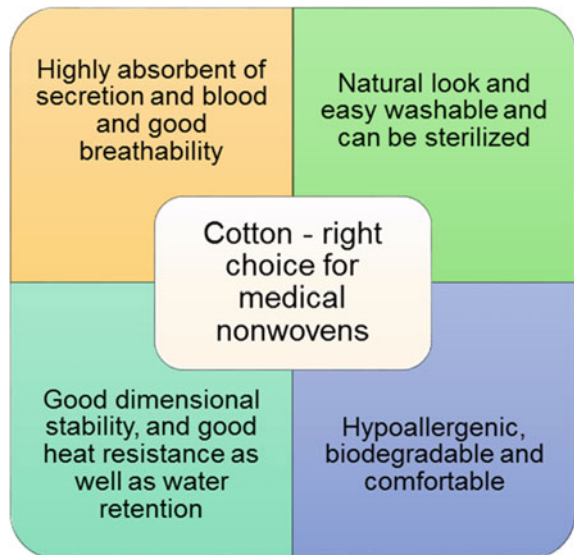 Highly absorbent of
secretion and blood
and good
breathability
Natural look and
easy washable and
can be sterilized
Cotton - right
choice for
medical
nonwovens
Good dimensional
stability, and good
heat resistance as
well as water
retention
Hypoallergenic,
biodegradable and
comfortable